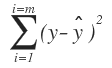 i=m
∑(y-ŷ)²
i=1